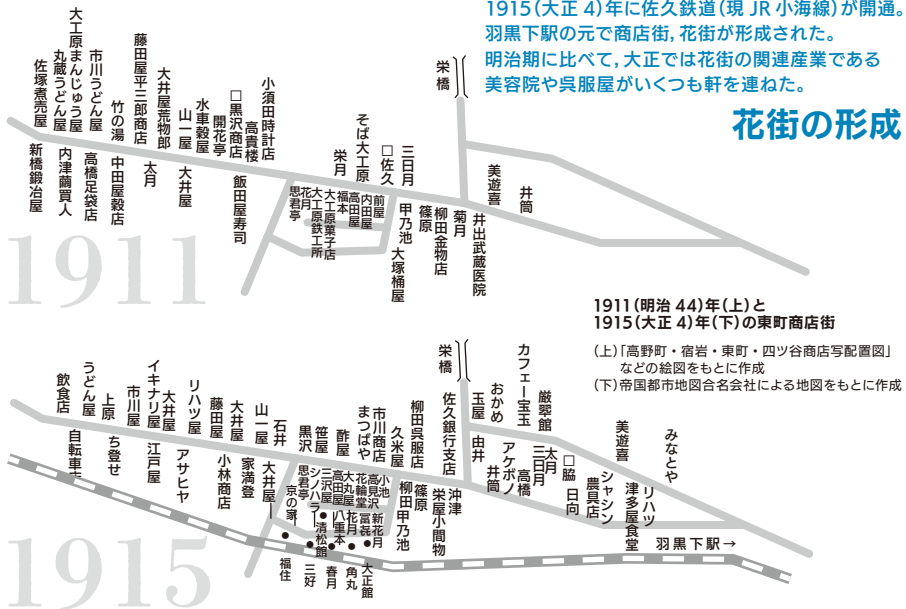 1915(大正4)年に佐久鉄道(現JR小海線)が開通。
羽黒下駅の元で商店街,花街が形成された。
明治期に比べて,大正では花街の関連産業である
美容院や呉服屋がいくつも軒を連ねた。
花街の形成
佐塚煮売屋
丸蔵うどん屋
大工原まんじゅう屋
市川うどん屋
竹の湯
藤田屋平三郎商店
大井屋荒物郎
山一屋
水車穀屋
開花亭
□黒沢商店
高貴楼
小須田時計店
栄月
そば大工原
□佐久
三日月
栄橋
美遊喜
井筒
新橋鍛冶屋
内津繭買人
高橋足袋店
中田屋穀店
太月
大井屋
飯田屋寿司
思君亭
花月
大工原鉄工所
大工原菓子店
福本
高田屋
内田屋
前屋
甲乃池
大塚桶屋
篠原
柳田金物店
菊月
井出武蔵医院
1911
1911(明治44)年(上)と
1915(大正4)年(下)の東町商店街
(上)「高野町・宿岩・東町・四ツ谷商店写配置図」
などの絵図をもとに作成
(下)帝国都市地図合名会社による地図をもとに作成
飲食店
うどん屋
上原
市川屋
イキナリ屋
大井屋
リハツ屋
藤田屋
大井屋
山一屋
石井
黒沢
笹屋
酢屋
まつばや
市川商店
久米屋
柳田呉服店
佐久銀行支店
栄橋
玉屋
おかめ
カフェー宝玉
厳翆館
美遊喜
みなとや
自転車店
ち登せ
江戸屋
アサヒヤ
小林商店
家満登
大井屋
京の家
思君亭
シノハラ
三沢屋
高田屋
大丸屋
花輪堂
高見沢
小池
清松館
八重本
花月
冨㐂
新花月
柳田甲乃池
篠原
栄屋小間物
沖津
由井
井筒
アケボノ
高橋
三日月
太月
□脇
日向
農具店
シャシン
津多屋食堂
リハツ
福住
三好
春月
角丸
大正館
羽黒下駅→
1915